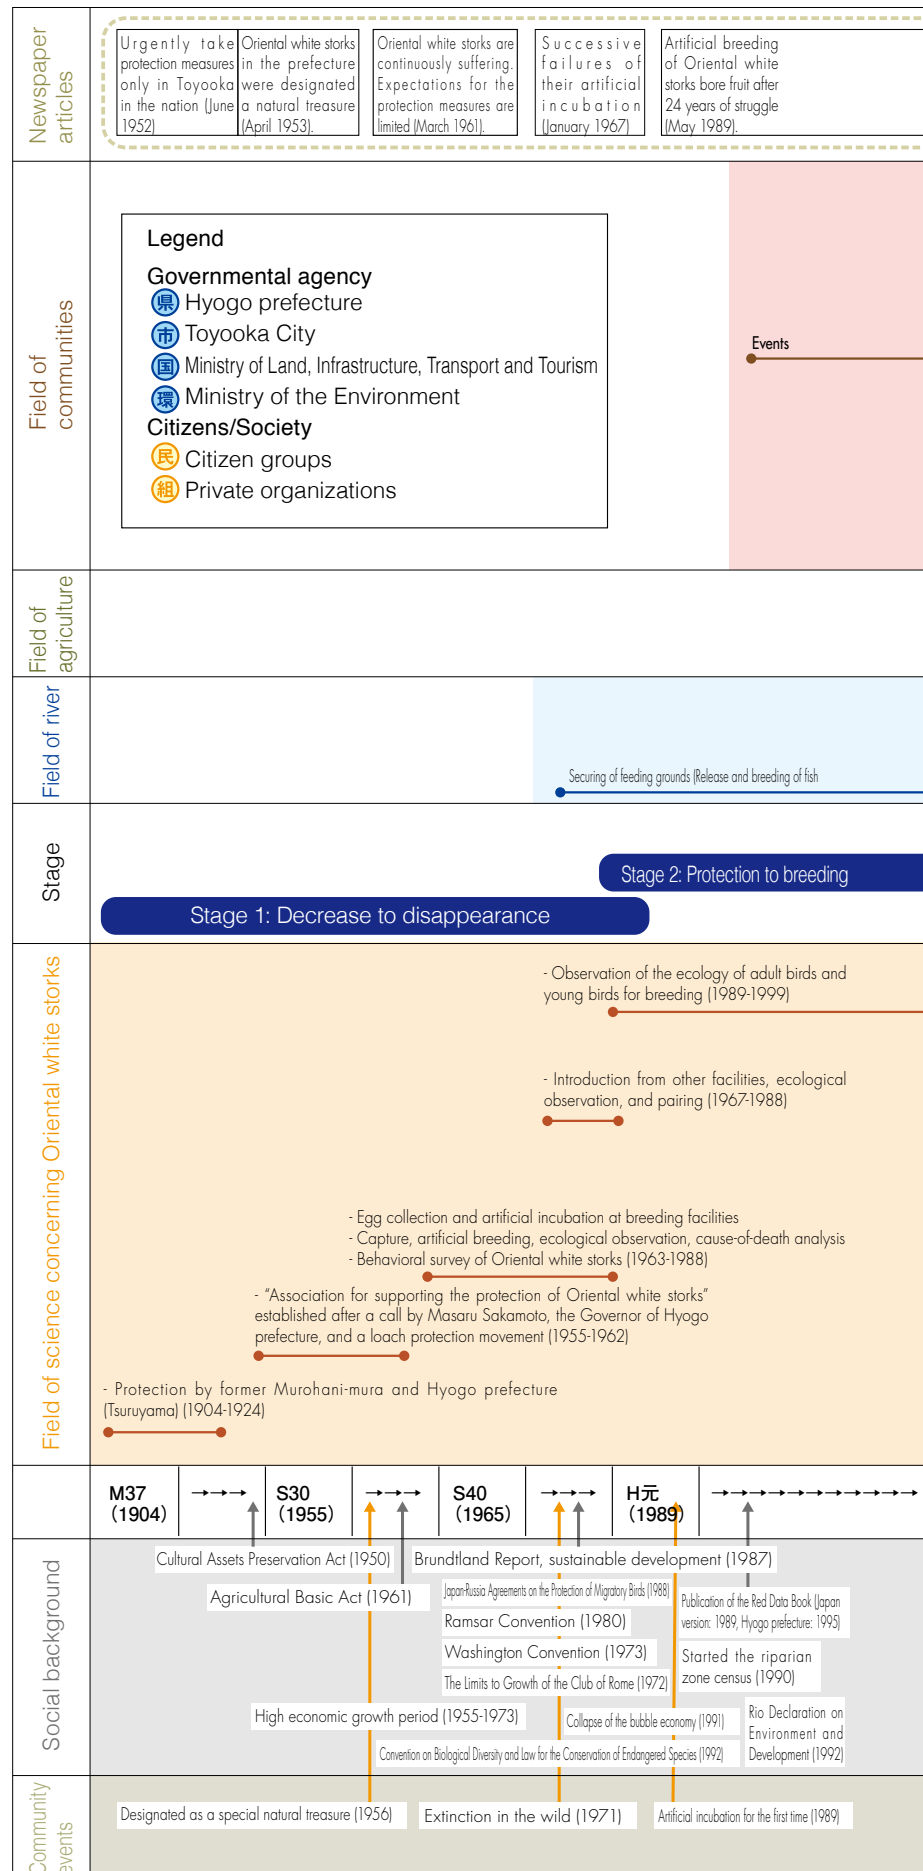 Newspaper
articles
Urgently take
protection measures
only in Toyooka
in the nation (June
1952)
Oriental white storks
in the prefecture
were designated
a natural treasure
(April 1953).
Oriental white storks are
continuously suffering.
Expectations for the
protection measures are
limited (March 1961).
Successive
failures of
their artificial
incubation
(January 1967)
Artificial breeding
of Oriental white
storks bore fruit after
24 years of struggle
(May 1989).
Field of
communities
Legend
Governmental agency
県 Hyogo prefecture
市 Toyooka City
国 Ministry of Land, Infrastructure, Transport and Tourism
環 Ministry of the Environment
Citizens/Society
民 Citizen groups
組 Private organizations
Events
Field of
agriculture
Field of river
Securing of feeding grounds (Release and breeding of fish
Stage
Stage 2: Protection to breeding
Stage 1: Decrease to disappearance
Field of science concerning Oriental white storks
- Observation of the ecology of adult birds and
young birds for breeding (1989-1999)
- Introduction from other facilities, ecological
observation, and pairing (1967-1988)
- Egg collection and artificial incubation at breeding facilities
- Capture, artificial breeding, ecological observation, cause-of-death analysis
- Behavioral survey of Oriental white storks (1963-1988)
- "Association for supporting the protection of Oriental white storks"
established after a call by Masaru Sakamoto, the Governor of Hyogo
prefecture, and a loach protection movement (1955-1962)
- Protection by former Murohani-mura and Hyogo prefecture
(Tsuruyama) (1904-1924)
M37
(1904)
S30
(1955)
S40
(1965)
H元
(1989)
Social background
Cultural Assets Preservation Act (1950)
Brundtland Report, sustainable development (1987)
Agricultural Basic Act (1961)
Japan-Russia Agreements on the Protection of Migratory Birds (1988)
Publication of the Red Data Book (Japan
version: 1989, Hyogo prefecture: 1995)
Ramsar Convention (1980)
Washington Convention (1973)
Started the riparian
zone census (1990)
The Limits to Growth of the Club of Rome (1972)
High economic growth period (1955-1973)
Collapse of the bubble economy (1991)
Rio Declaration on
Environment and
Development (1992)
Convention on Biological Diversity and Law for the Conservation of Endangered Species (1992)
Community
events
Designated as a special natural treasure (1956)
Extinction in the wild (1971)
Artificial incubation for the first time (1989)